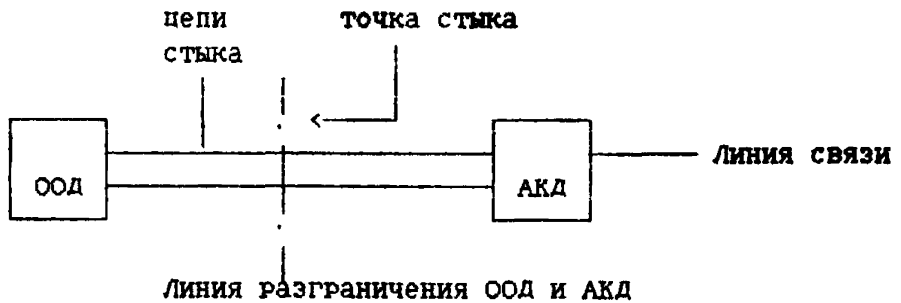 цепи
стыка
точка стыка
ООД
АКД
Линия связи
Линия разграничения ООД и АКД